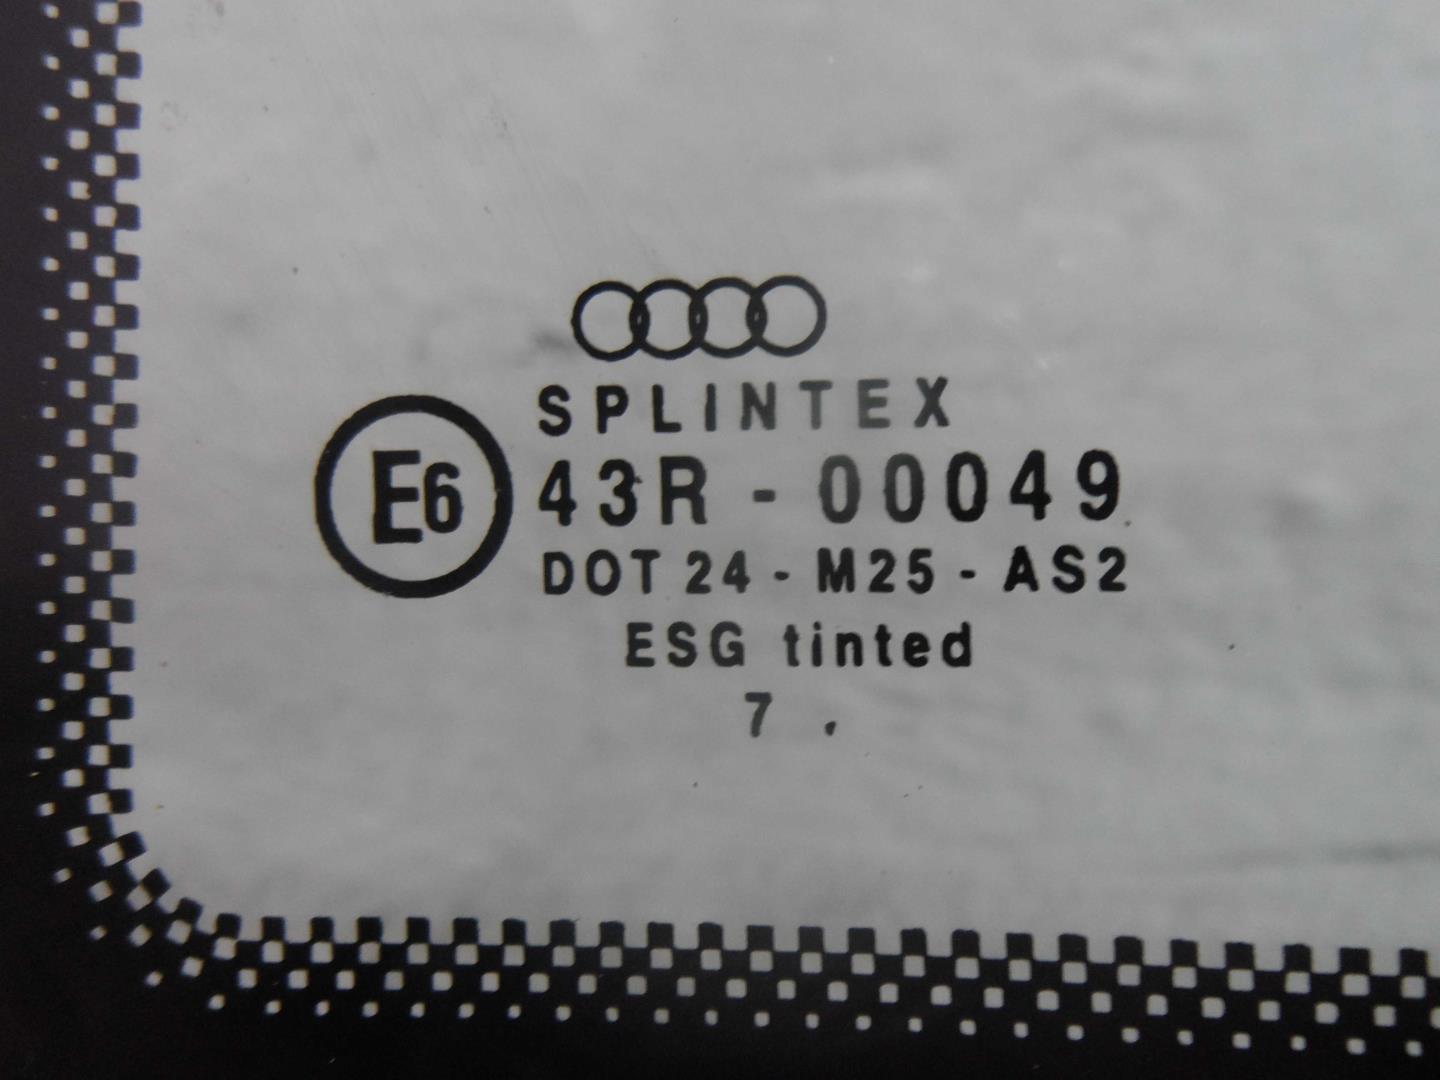 SPLINTEX
E6 43R - 00049
DOT 24 - M25 - AS2
ESG tinted
7 .